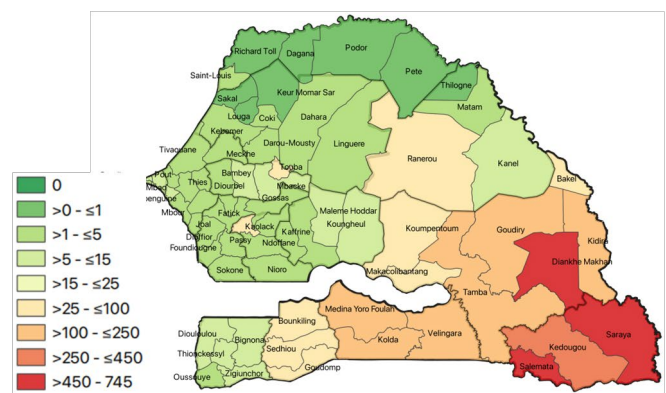 Richard Toll
Dagana
Podor
Pete
Thilogne
Saint-Louis
Sakal
Keur Momar Sar
Matam
Louga
Coki
Dahara
Kebemer
Linguere
Ranerou
Kanel
Tivaouane
Darou-Mousty
Meckhe
Touba
Bakel
Pout
Thies
Bambey
Diourbel
Mbacke
Gossas
Mbour
Fatick
Maleme Hoddar
Joal
Kaolack
Koungheul
Koumpentoum
Goudiry
Kidira
Kaffrine
Passy
Ndoffane
Foundiougne
Diankhe Makhan
Sokone
Nioro
Makacolibantang
Tamba
Medina Yoro Foulah
Bounkiling
Diouloulou
Bignona
Velingara
Kolda
Saraya
Thionckessyl
Sedhiou
Kedougou
Goudomp
Salemata
Oussouye
Ziguinchor
0
>0 - ≤1
>1 - ≤5
>5 - ≤15
>15 - ≤25
>25 - ≤100
>100 - ≤250
>250 - ≤450
>450 - 745